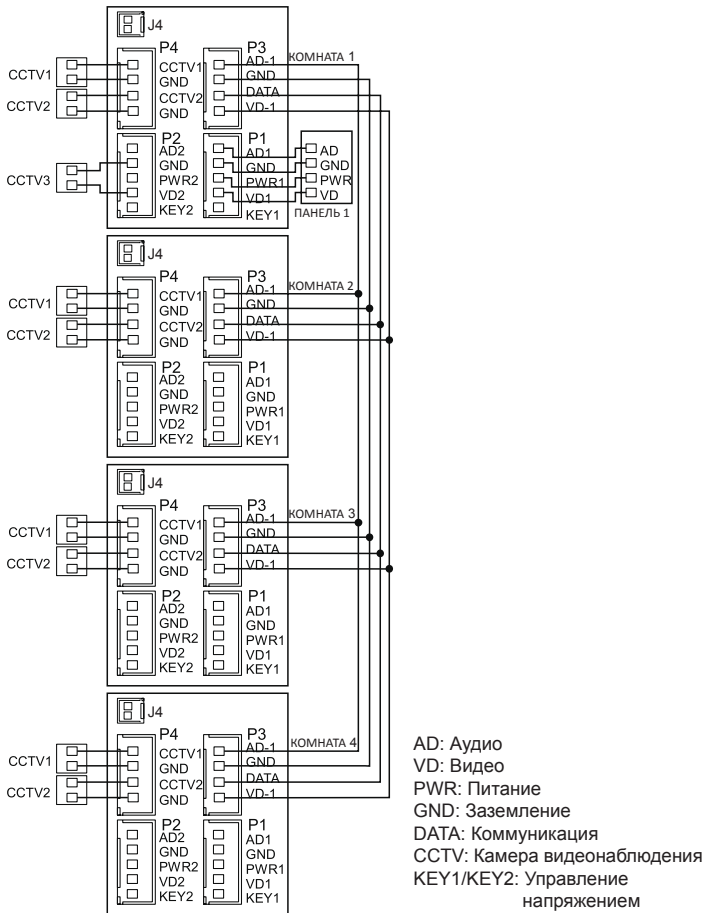 J4
P4
P3
CCTV1
GND
CCTV2
GND
AD-1
GND
DATA
VD-1
КОМНАТА 1
CCTV1
CCTV2
P2
AD2
GND
PWR2
VD2
KEY2
P1
AD1
GND
PWR1
VD1
KEY1
AD
GND
PWR
VD
ПАНЕЛЬ 1
CCTV3
J4
P4
P3
CCTV1
GND
CCTV2
GND
AD-1
GND
DATA
VD-1
КОМНАТА 2
CCTV1
CCTV2
P2
AD2
GND
PWR2
VD2
KEY2
P1
AD1
GND
PWR1
VD1
KEY1
J4
P4
P3
CCTV1
GND
CCTV2
GND
AD-1
GND
DATA
VD-1
КОМНАТА 3
CCTV1
CCTV2
P2
AD2
GND
PWR2
VD2
KEY2
P1
AD1
GND
PWR1
VD1
KEY1
J4
P4
P3
CCTV1
GND
CCTV2
GND
AD-1
GND
DATA
VD-1
КОМНАТА 4
CCTV1
CCTV2
P2
AD2
GND
PWR2
VD2
KEY2
P1
AD1
GND
PWR1
VD1
KEY1
AD: Аудио
VD: Видео
PWR: Питание
GND: Заземление
DATA: Коммуникация
CCTV: Камера видеонаблюдения
KEY1/KEY2: Управление
напряжением